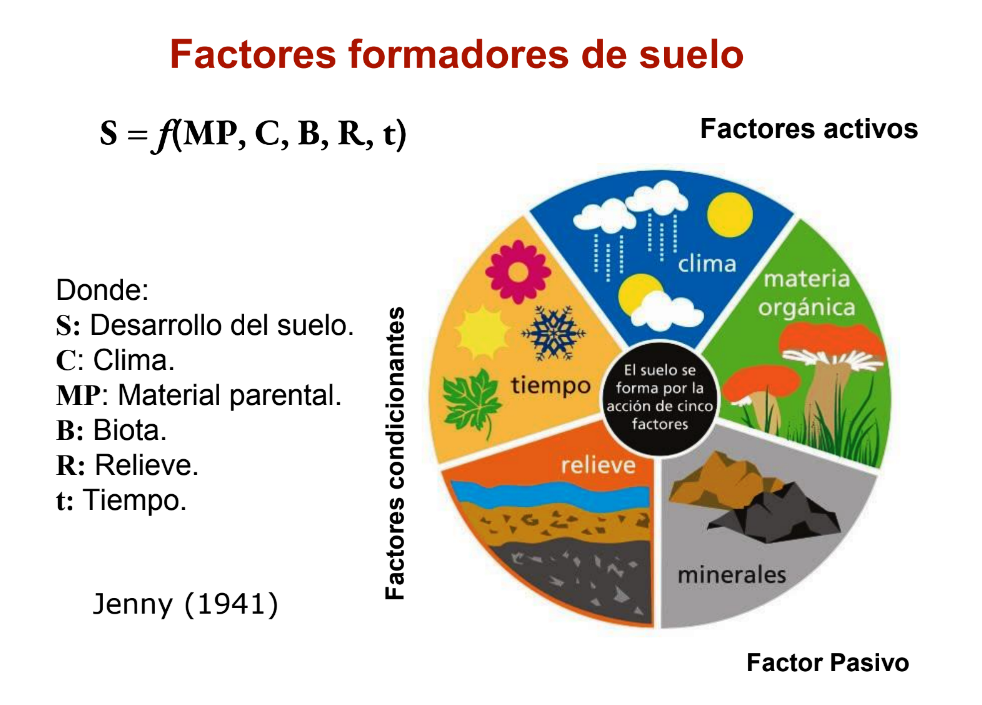 Factores formadores de suelo
S = f(MP, C, B, R, t)
Factores activos
Donde:
S: Desarrollo del suelo.
C: Clima.
MP: Material parental.
B: Biota.
R: Relieve.
t: Tiempo.
Jenny (1941)
Factores condicionantes
clima
materia
orgánica
tiempo
El suelo se
forma por la
acción de cinco
factores
relieve
minerales
Factor Pasivo